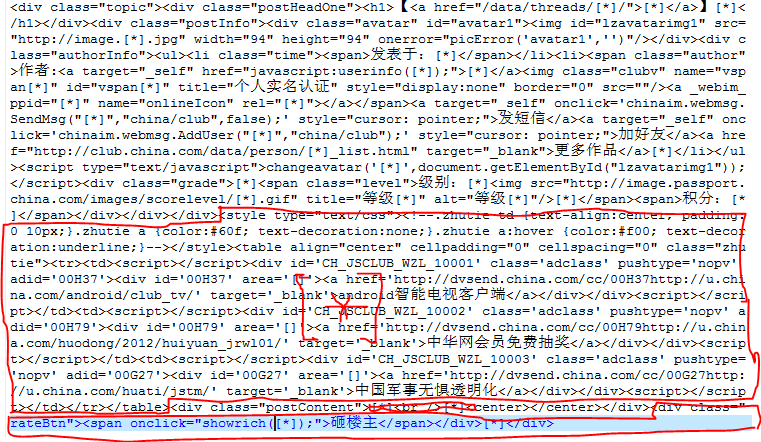 <div class="topic"><div class="postHeadOne"><h1>【<a href="/data/threads/[*]/">[*]</a>】[*]<
/h1></div><div class="postInfo"><div class="avatar" id="avatar1"><img id="lzavatarimg1" src=
"http://image.[*].jpg" width="94" height="94" onerror="picError('avatar1','')"/></div><div c
lass="authorInfo"><ul><li class="time"><span>发表于: [*]</span></li><li><span class="author"
>作者:<a target="_self" href="javascript:userinfo([*]);">[*]</a><img class="clubv" name="vsp
an[*]" id="vspan[*]" title="个人实名认证" style="display:none" border="0" src=""/><a _webim_
ppid="[*]" name="onlineIcon" rel="[*]"></a></span><a target="_self" onclick='chinaim.webmsg.
SendMsg("[*]","china/club",false);' style="cursor: pointer;">发短信</a><a target="_self" onc
lick='chinaim.webmsg.AddUser("[*]","china/club");' style="cursor: pointer;">加好友</a><a hre
f="http://club.china.com/data/person/[*]_list.html" target="_blank">更多作品</a>[*]</li></ul
><script type="text/javascript">changeavatar('[*]',document.getElementById("lzavatarimg1"));
</script><div class="grade">[*]<span class="level">级别: [*]<img src="http://image.passport.
china.com/images/scorelevel/[*].gif" title="等级[*]" alt="等级[*]"/>[*]</span><span>积分: [*
]</span></div></div></div><style type="text/css"><!--.zhutie td {text-align:center; padding:
0 10px;}.zhutie a {color:#60f; text-decoration:none;}.zhutie a:hover {color:#f00; text-decor
ation:underline;}--></style><table align="center" cellpadding="0" cellspacing="0" class="zhu
tie"><tr><td><script></script><div id='CH_JSCLUB_WZL_10001' class='adclass' pushtype='nopv'
adid='00H37'><div id='00H37' area='[]'><a href='http://dvsend.china.com/cc/00H37http://u.chi
na.com/android/club_tv/' target='_blank'>android智能电视客户端</a></div></div><script></scri
pt></td><td><script></script><div id='CH_JSCLUB_WZL_10002' class='adclass' pushtype='nopv' a
did='00H79'><div id='00H79' area='[]'><a href='http://dvsend.china.com/cc/00H79http://u.chin
a.com/huodong/2012/huiyuan_jrwl01/' target='_blank'>中华网会员免费抽奖</a></div></div><scrip
t></script></td><td><script></script><div id='CH_JSCLUB_WZL_10003' class='adclass' pushtype=
'nopv' adid='00G27'><div id='00G27' area='[]'><a href='http://dvsend.china.com/cc/00G27http:
//u.china.com/huati/jstm/' target='_blank'>中国军事无惧透明化</a></div></div><script></scrip
t></td></tr></table><div class="postContent">[*]<br />[*]<center></center></div><div class="
rateBtn"><span onclick="showrich([*]);">砸楼主</span></div>[*]</div>
[*]